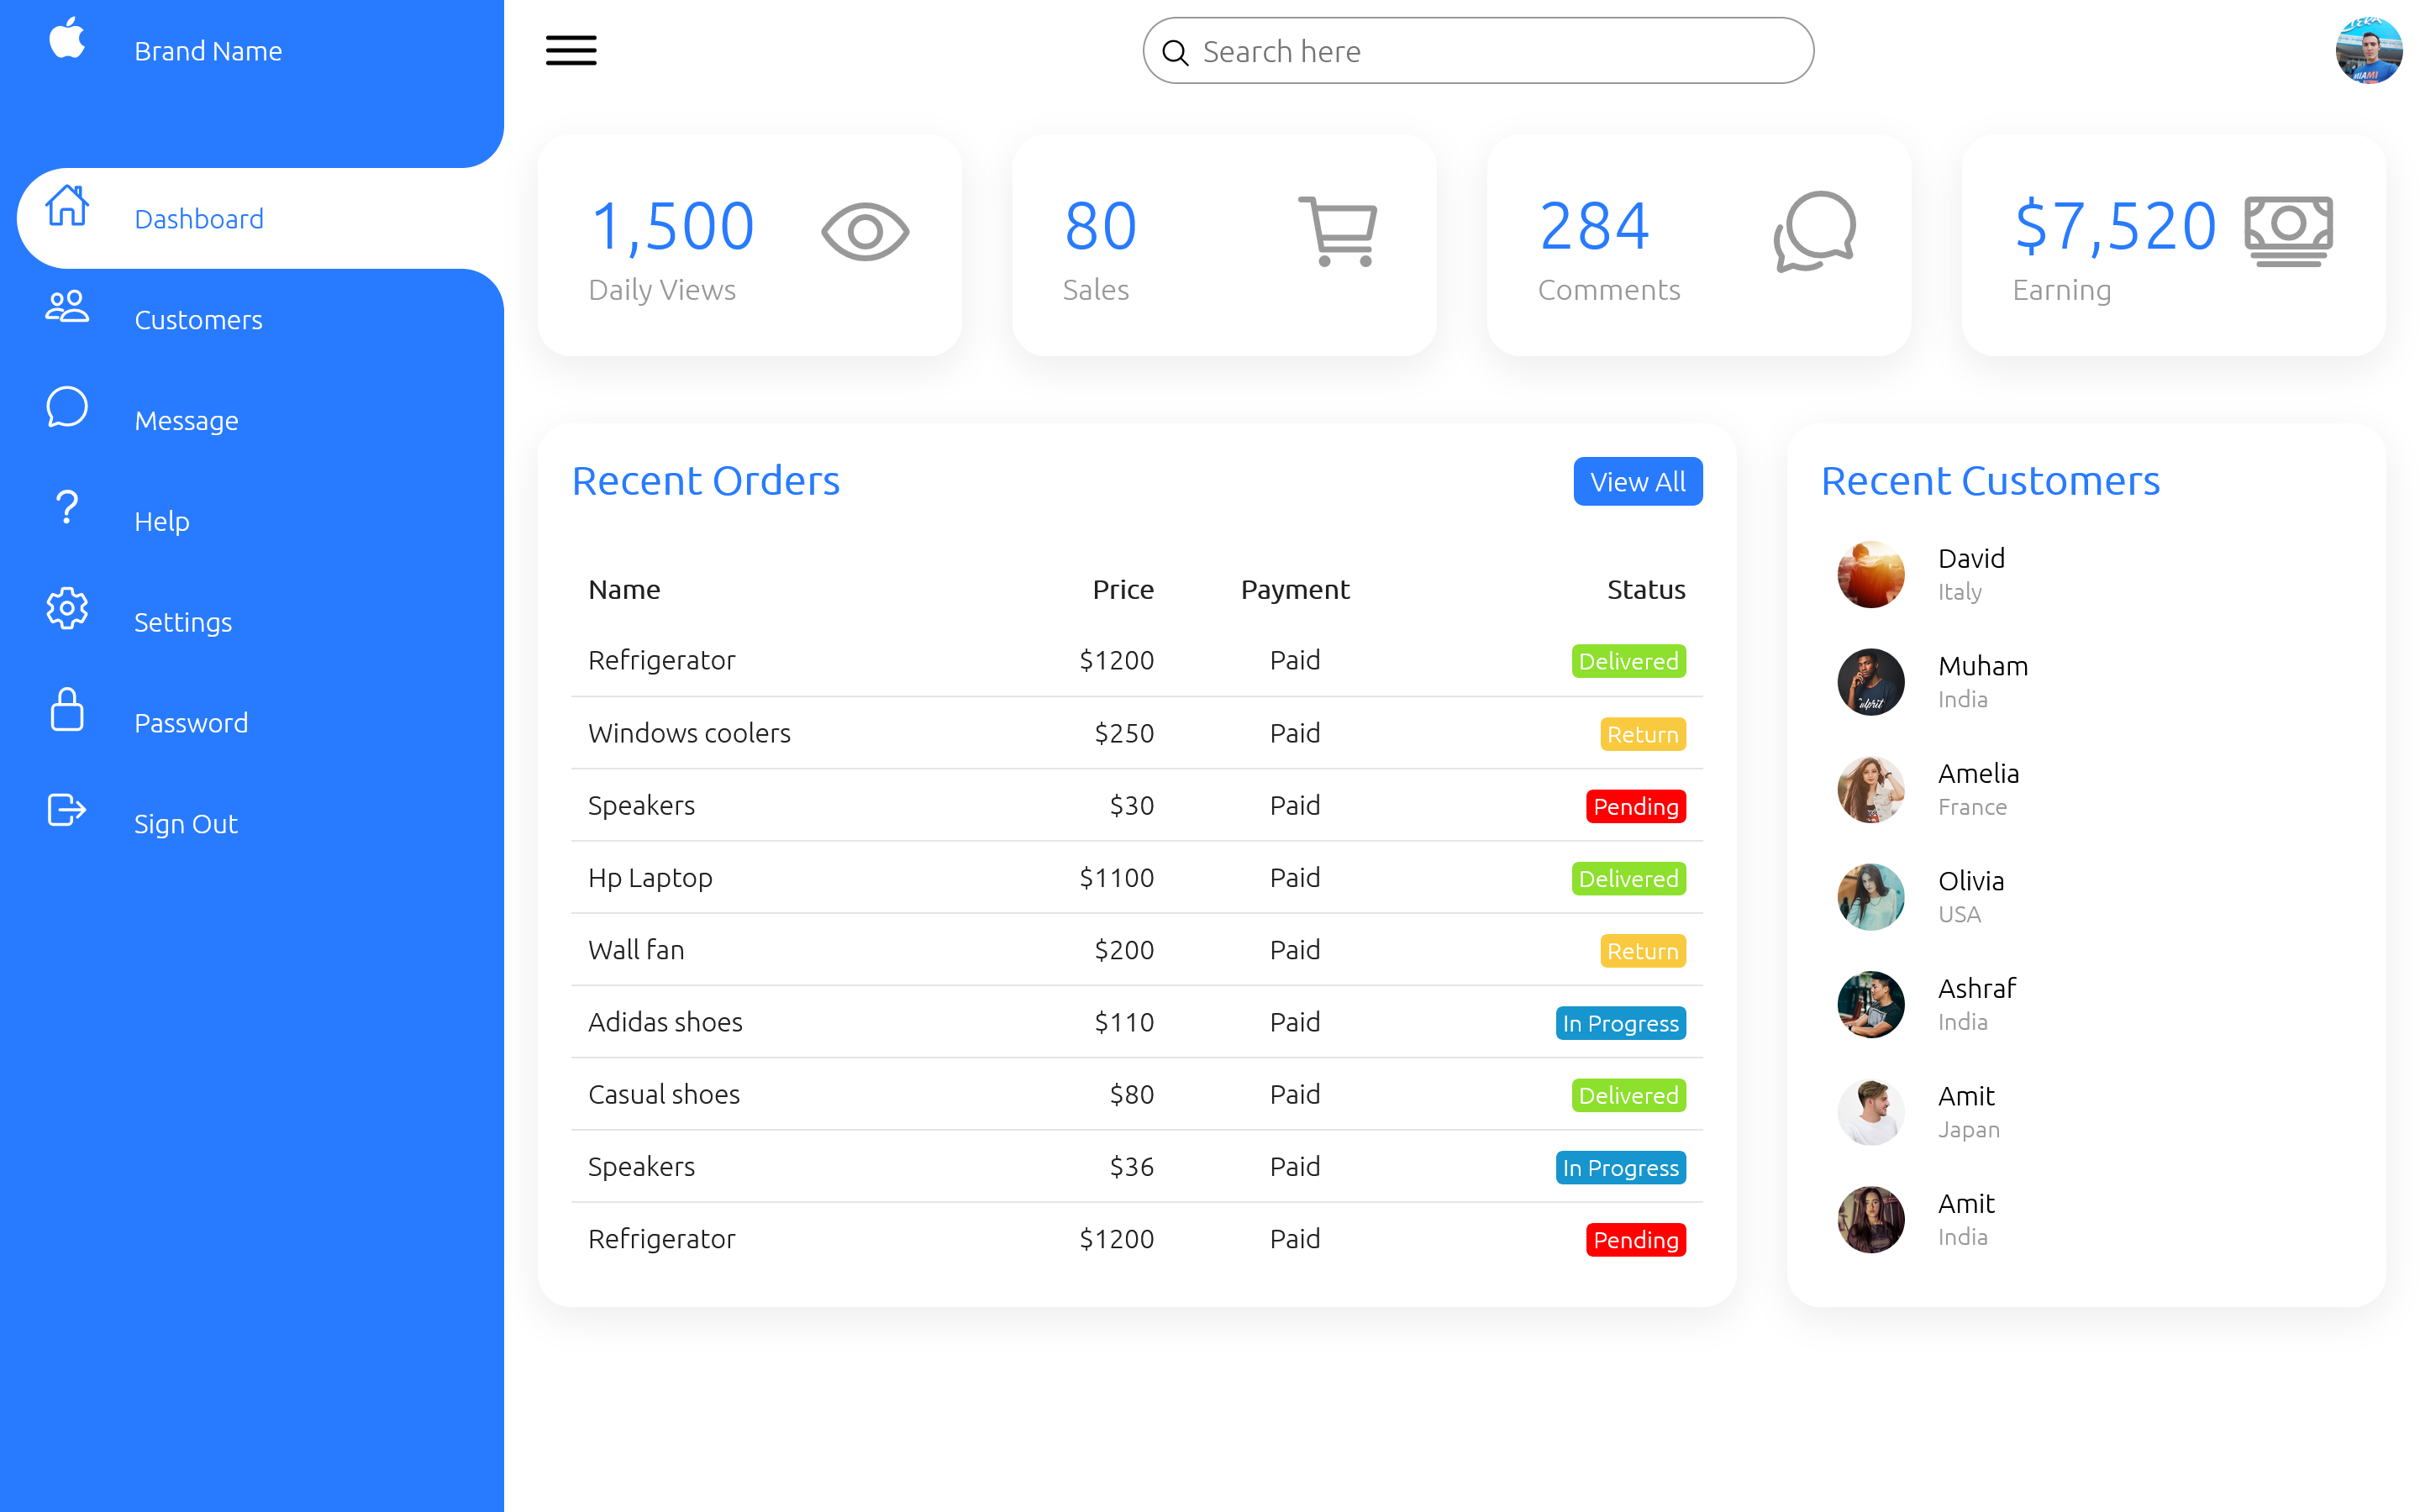 Brand Name
Dashboard
Customers
Message
Help
Settings
Password
Sign Out
Search here
1,500
Daily Views
80
Sales
284
Comments
$7,520
Earning
Recent Orders
View All
Name Price Payment Status
Refrigerator $1200 Paid Delivered
Windows coolers $250 Paid Return
Speakers $30 Paid Pending
Hp Laptop $1100 Paid Delivered
Wall fan $200 Paid Return
Adidas shoes $110 Paid In Progress
Casual shoes $80 Paid Delivered
Speakers $36 Paid In Progress
Refrigerator $1200 Paid Pending
Recent Customers
David
Italy
Muham
India
Amelia
France
Olivia
USA
Ashraf
India
Amit
Japan
Amit
India